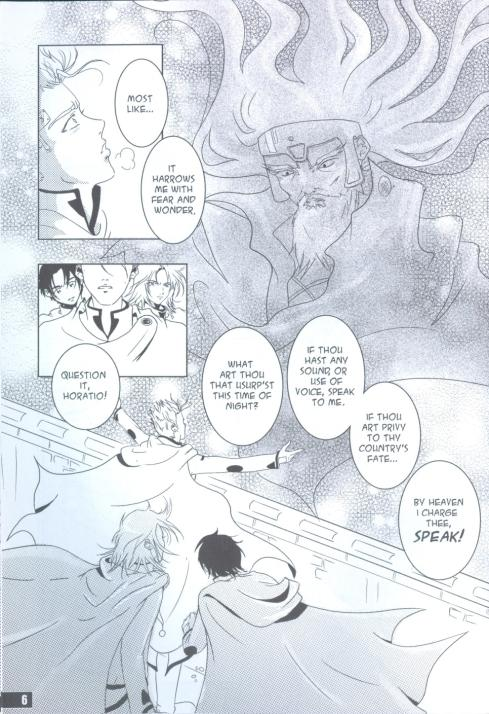 MOST
LIKE...
IT
HARROWS
ME WITH
FEAR AND
WONDER.
QUESTION
IT,
HORATIO!
WHAT
ART THOU
THAT USURP'ST
THIS TIME OF
NIGHT?
IF THOU
HAST ANY
SOUND, OR
USE OF
VOICE, SPEAK
TO ME.
IF THOU
ART PRIVY
TO THY
COUNTRY'S
FATE...
BY HEAVEN
I CHARGE
THEE,
SPEAK!
6